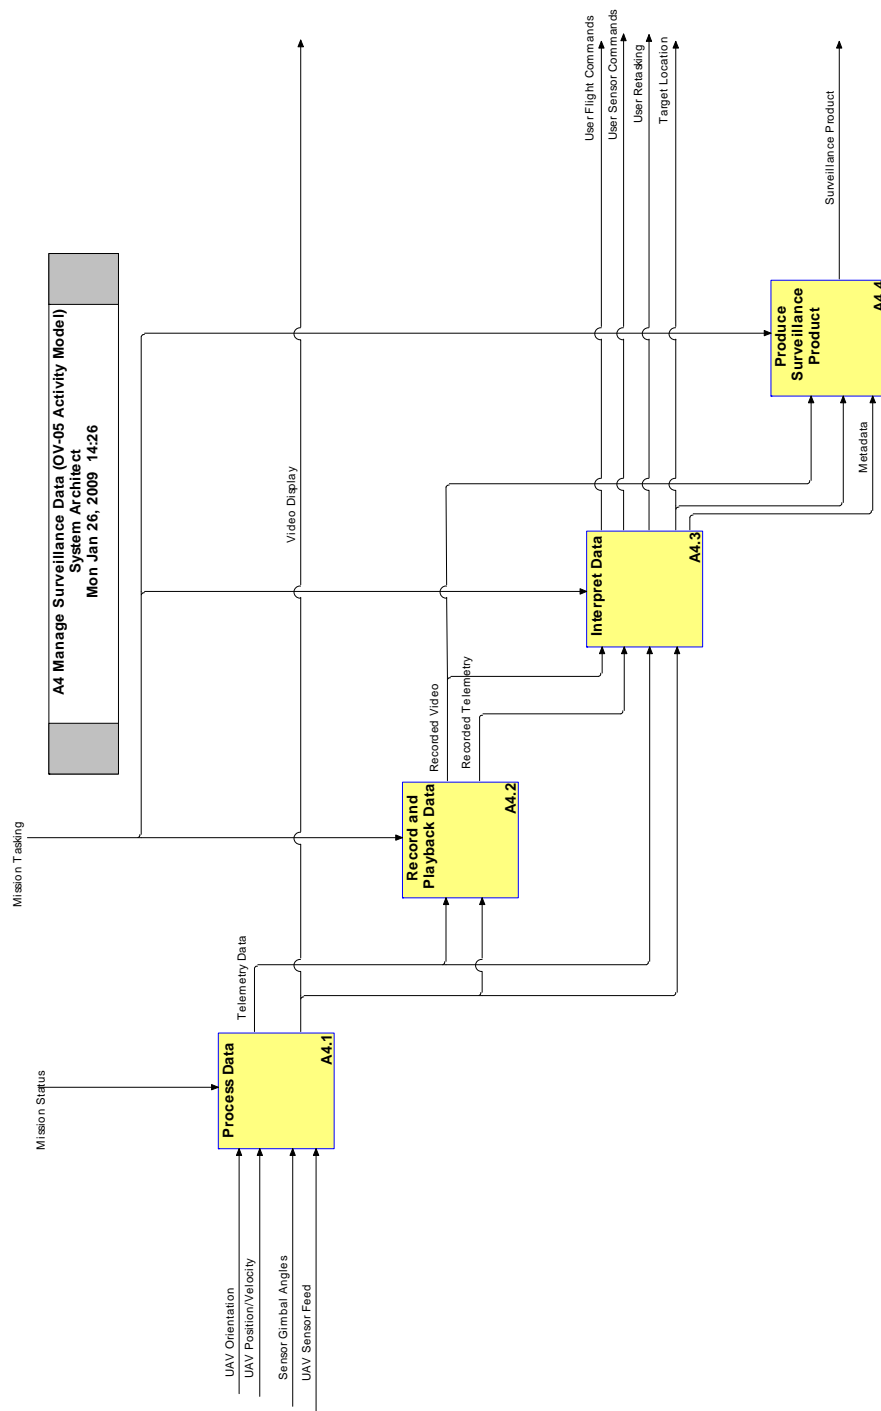 A4 Manage Surveillance Data (OV-05 Activity Model)
System Architect
Mon Jan 26, 2009  14:26
Mission Status
Mission Tasking
UAV Orientation
UAV Position/Velocity
Sensor Gimbal Angles
UAV Sensor Feed
Process Data
A4.1
Telemetry Data
Video Display
Record and
Playback Data
A4.2
Recorded Video
Recorded Telemetry
Interpret Data
A4.3
User Flight Commands
User Sensor Commands
User Retasking
Target Location
Metadata
Produce
Surveillance
Product
A4.4
Surveillance Product